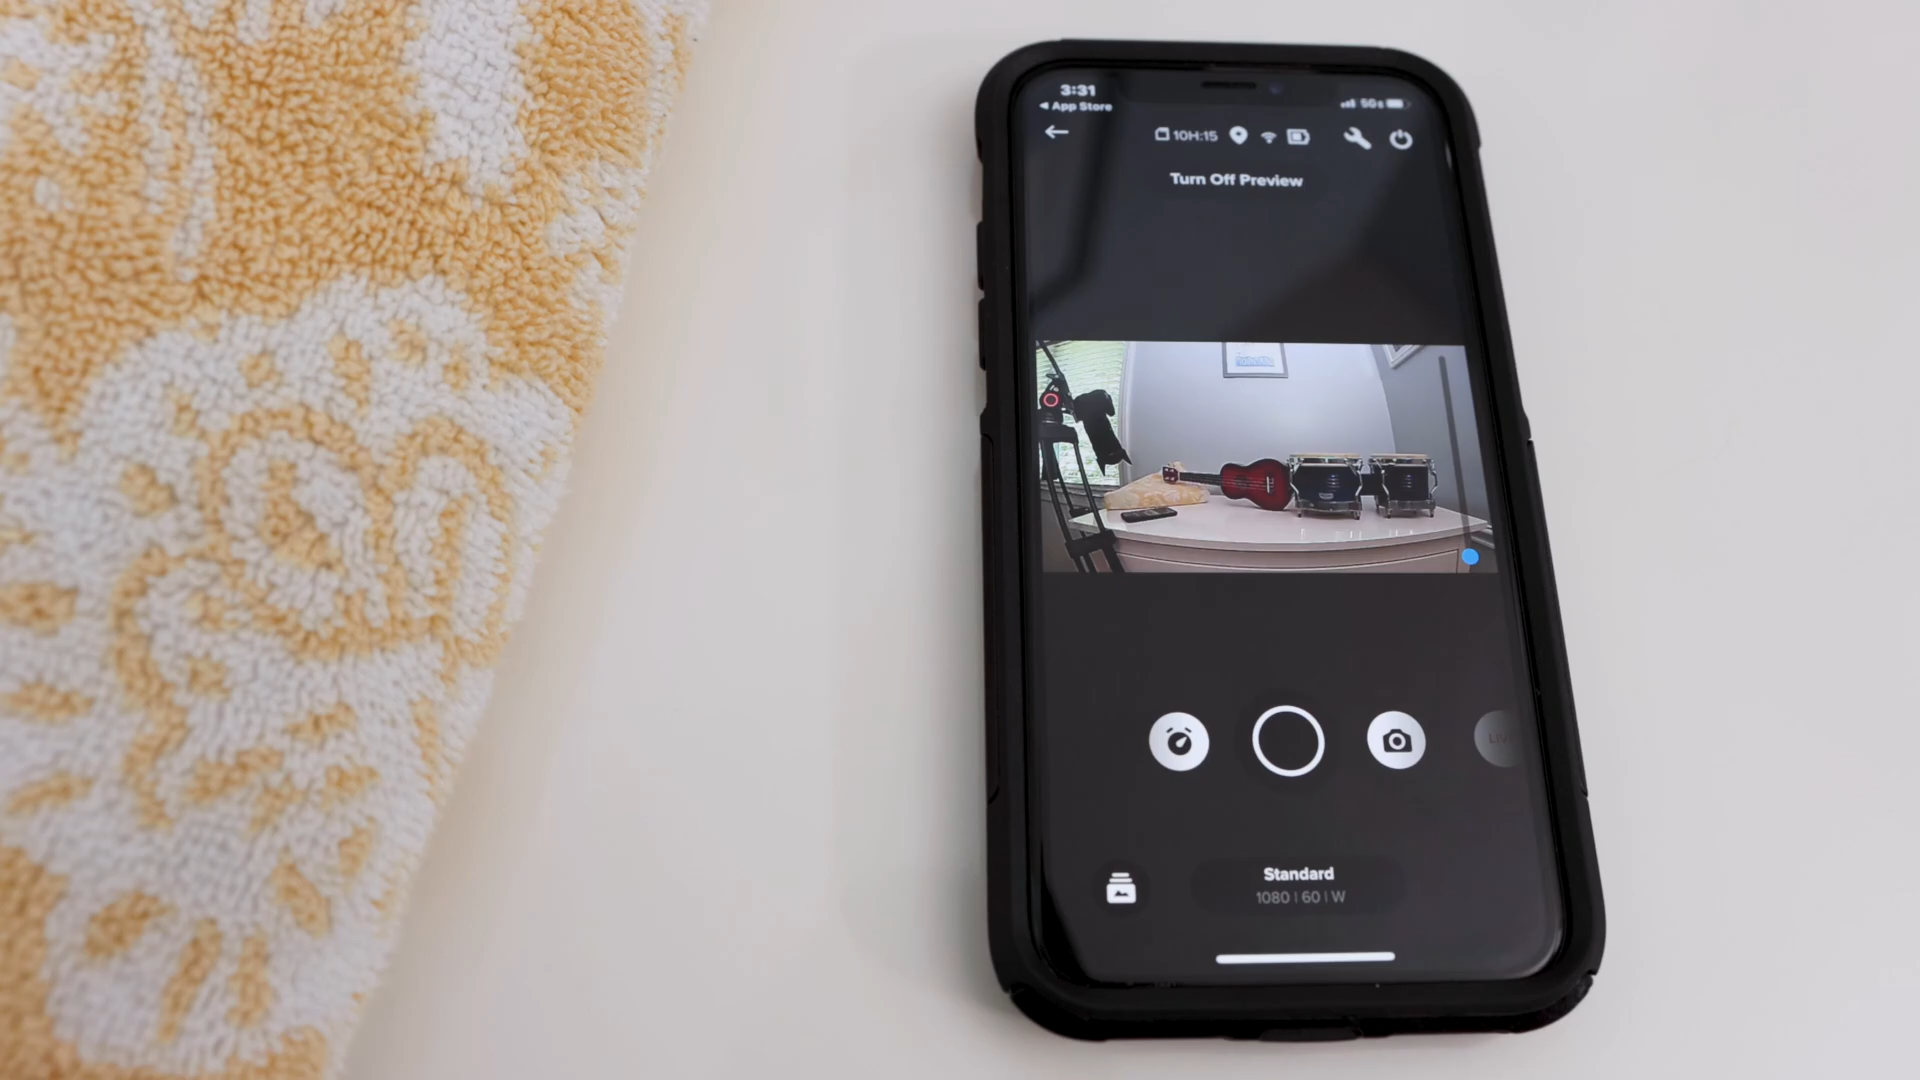 3:31
◀ App Store
10H:15
Turn Off Preview
Standard
1080 | 60 | W